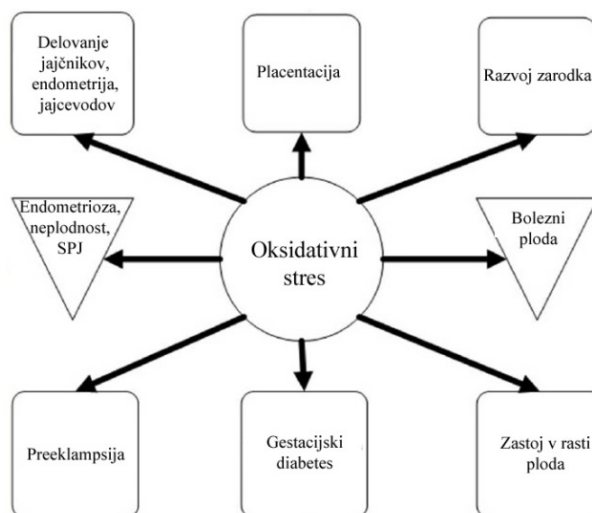 Delovanje
jajčnikov,
endometrija,
jajcevodov
Placentacija
Razvoj zarodka
Endometrioza,
neplodnost,
SPJ
Oksidativni
stres
Bolezni
ploda
Preeklampsija
Gestacijski
diabetes
Zastoj v rasti
ploda